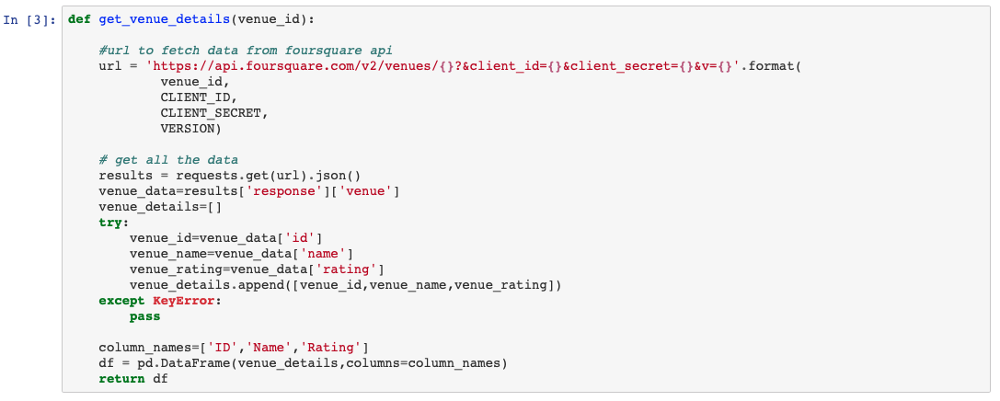 In [3]: def get_venue_details(venue_id):
#url to fetch data from foursquare api
url = 'https://api.foursquare.com/v2/venues/{}?&client_id={}&client_secret={}&v={}'.format(
venue_id,
CLIENT_ID,
CLIENT_SECRET,
VERSION)
# get all the data
results = requests.get(url).json()
venue_data=results['response']['venue']
venue_details=[]
try:
venue_id=venue_data['id']
venue_name=venue_data['name']
venue_rating=venue_data['rating']
venue_details.append([venue_id,venue_name,venue_rating])
except KeyError:
pass
column_names=['ID','Name','Rating']
df = pd.DataFrame(venue_details,columns=column_names)
return df